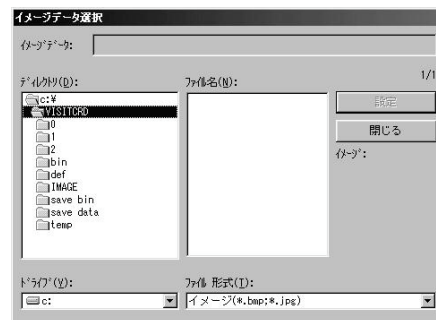 イメージデータ選択
ｲﾒｰｼﾞﾃﾞｰﾀ:
ﾃﾞｨﾚｸﾄﾘ(D):
ﾌｧｲﾙ名(N):
1/1
c:¥
VISITCRD
0
1
2
bin
def
IMAGE
save bin
save data
temp
設定
閉じる
ｲﾒｰｼﾞ:
ﾄﾞﾗｲﾌﾞ(V):
ﾌｧｲﾙ 形式(T):
c:
イメージ(*.bmp;*.jpg)